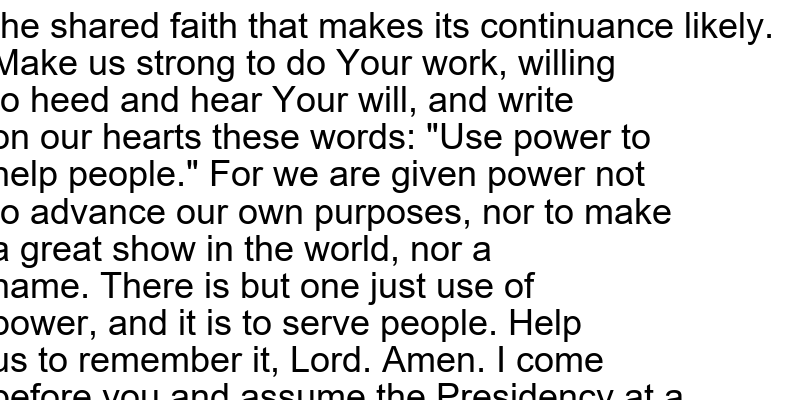 the shared faith that makes its continuance likely.
Make us strong to do Your work, willing
to heed and hear Your will, and write
on our hearts these words: "Use power to
help people." For we are given power not
to advance our own purposes, nor to make
a great show in the world, nor a
name. There is but one just use of
power, and it is to serve people. Help
us to remember it, Lord. Amen. I come
before you and assume the Presidency at a